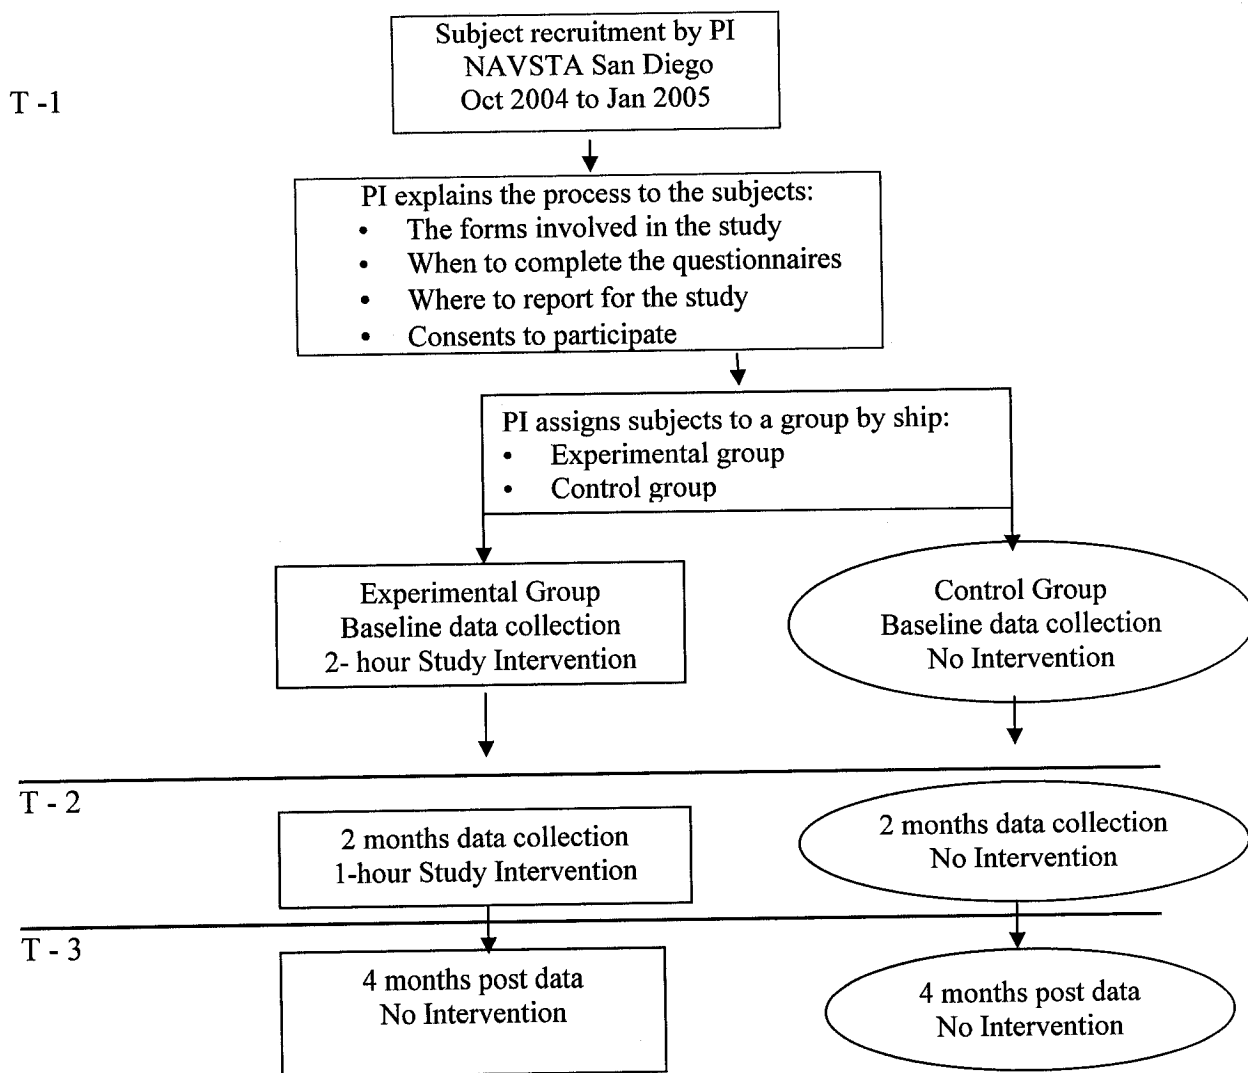 Subject recruitment by PI
NAVSTA San Diego
T -1
Oct 2004 to Jan 2005
PI explains the process to the subjects:
• The forms involved in the study
• When to complete the questionnaires
• Where to report for the study
• Consents to participate
PI assigns subjects to a group by ship:
• Experimental group
• Control group
Experimental Group
Baseline data collection
2- hour Study Intervention
Control Group
Baseline data collection
No Intervention
T - 2
2 months data collection
1-hour Study Intervention
2 months data collection
No Intervention
T - 3
4 months post data
No Intervention
4 months post data
No Intervention